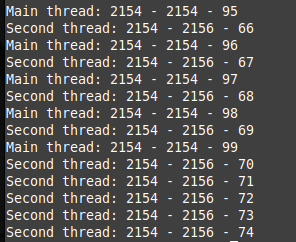 Main thread: 2154 - 2154 - 95
Second thread: 2154 - 2156 - 66
Main thread: 2154 - 2154 - 96
Second thread: 2154 - 2156 - 67
Main thread: 2154 - 2154 - 97
Second thread: 2154 - 2156 - 68
Main thread: 2154 - 2154 - 98
Second thread: 2154 - 2156 - 69
Main thread: 2154 - 2154 - 99
Second thread: 2154 - 2156 - 70
Second thread: 2154 - 2156 - 71
Second thread: 2154 - 2156 - 72
Second thread: 2154 - 2156 - 73
Second thread: 2154 - 2156 - 74